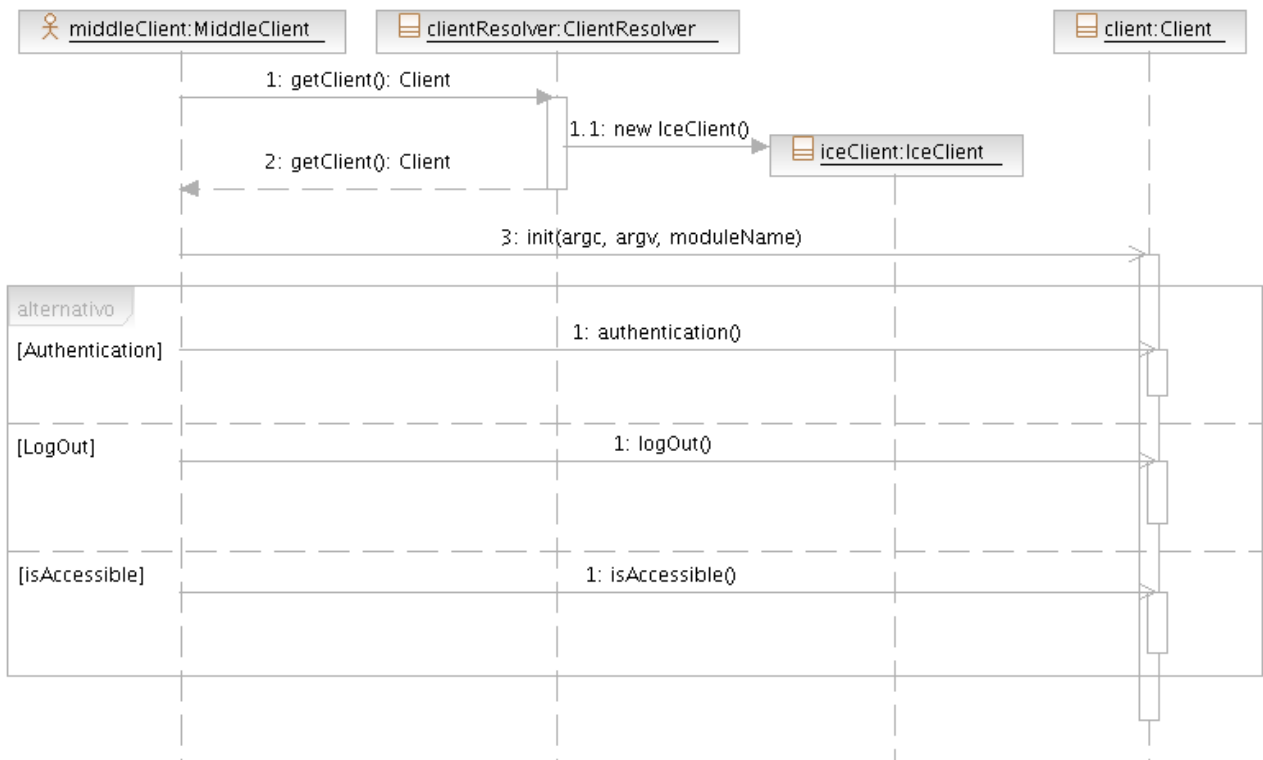 middleClient:MiddleClient
clientResolver:ClientResolver
client:Client
1: getClient(): Client
1.1: new IceClient()
iceClient:IceClient
2: getClient(): Client
3: init(argc, argv, moduleName)
alternativo
1: authentication()
[Authentication]
1: logOut()
[LogOut]
1: isAccessible()
[isAccessible]